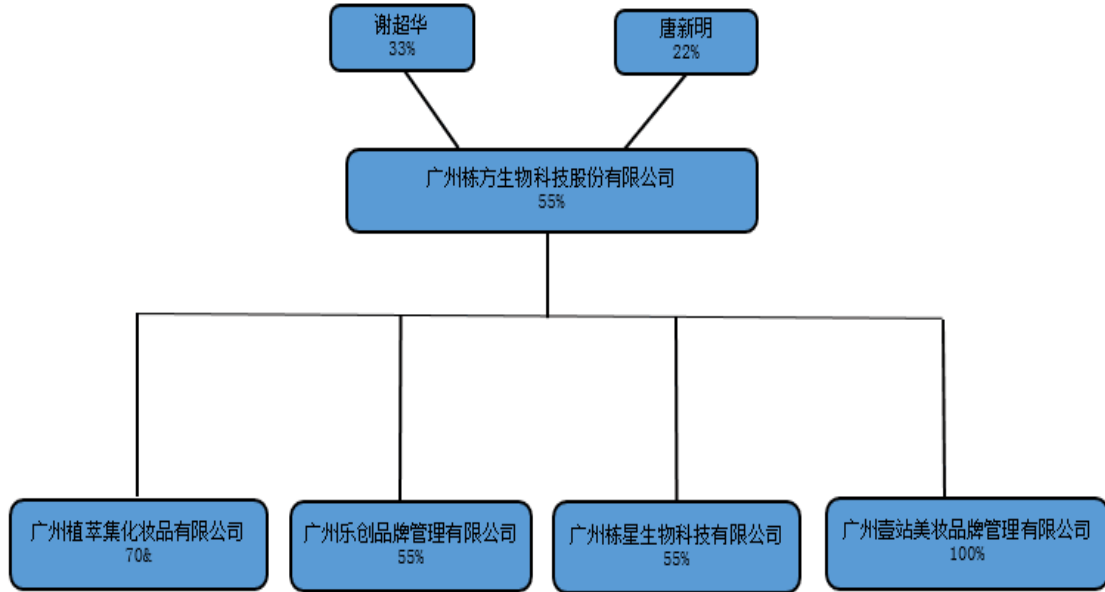 谢超华
33%
唐新明
22%
广州栋方生物科技股份有限公司
55%
广州植萃集化妆品有限公司
70&
广州乐创品牌管理有限公司
55%
广州栋星生物科技有限公司
55%
广州壹站美妆品牌管理有限公司
100%